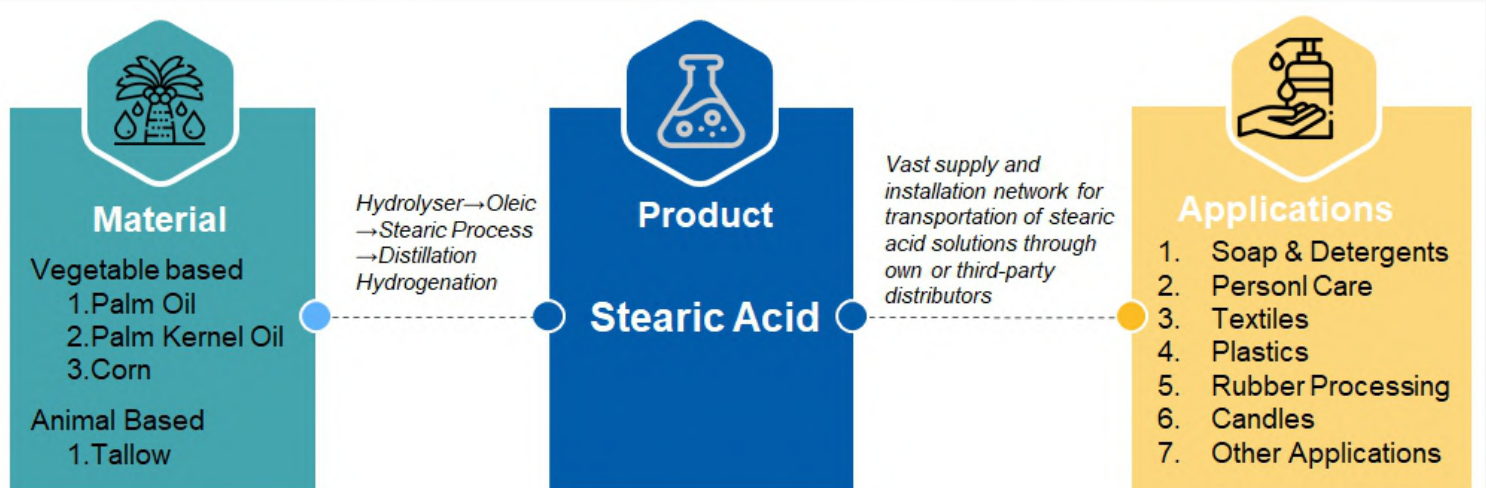 Material
Vegetable based
1.Palm Oil
2.Palm Kernel Oil
3.Corn
Animal Based
1.Tallow
Hydrolyser→Oleic
→Stearic Process
→Distillation
Hydrogenation
Product
Stearic Acid
Vast supply and
installation network for
transportation of stearic
acid solutions through
own or third-party
distributors
Applications
1. Soap & Detergents
2. Personl Care
3. Textiles
4. Plastics
5. Rubber Processing
6. Candles
7. Other Applications